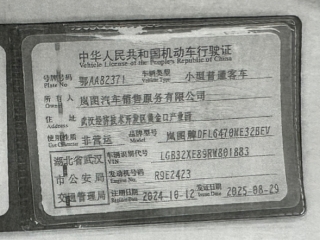 中华人民共和国机动车行驶证
Vehicle License of the People's Republic of China
号牌号码 Plate No. 鄂AA82371 车辆类型 Vehicle Type 小型普通客车
所有人 Owner 岚图汽车销售服务有限公司
住址 Address 武汉经济技术开发区
使用性质 Use Character 非营运 品牌型号 Model 岚图牌DFL6470NE32BEV
湖北省武汉 车辆识别代号 VIN LGB32XE89RW801883
市公安局 发动机号码 Engine No. R9E2423
交通管理局 注册日期 Register Date 2024-10-12 发证日期 Issue Date 2025-08-29